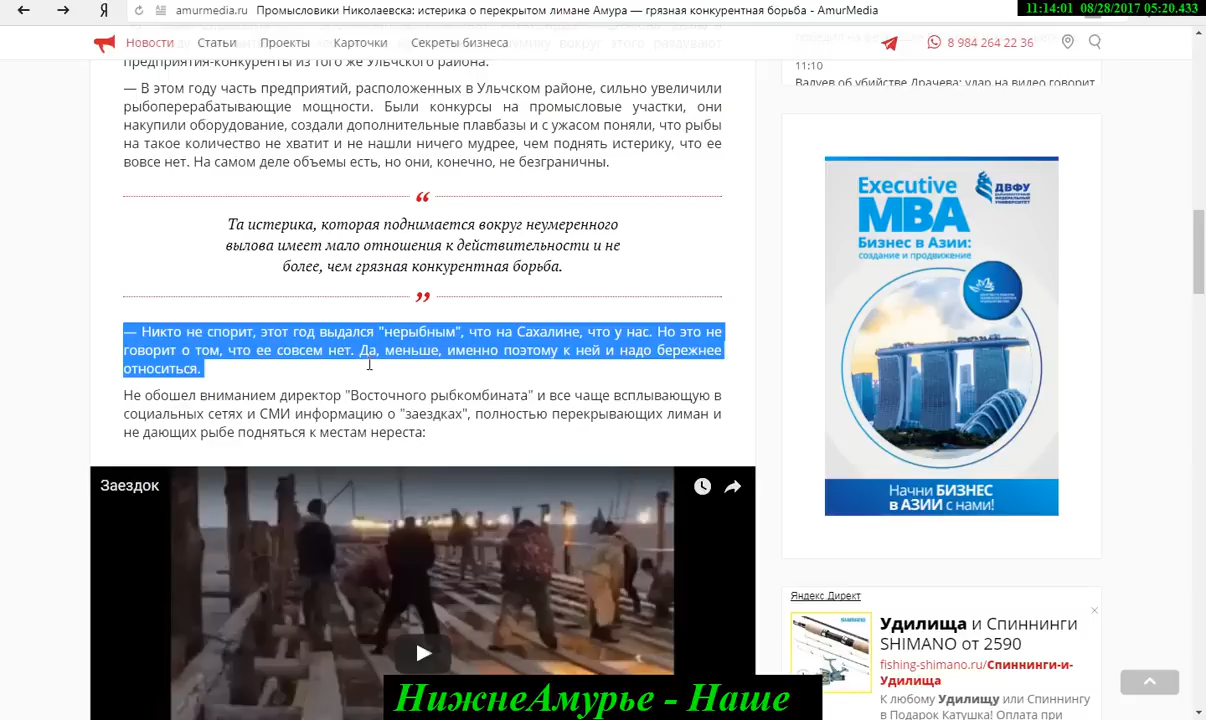 11:14:01 08/28/2017 05:20.433
Я amurmedia.ru Промысловики Николаевска: истерика о перекрытом лимане Амура — грязная конкурентная борьба - AmurMedia
Новости Статьи Проекты Карточки Секреты бизнеса 8 984 264 22 36
предприятия-конкуренты из того же Ульчского района.
— В этом году часть предприятий, расположенных в Ульчском районе, сильно увеличили
рыбоперерабатывающие мощности. Были конкурсы на промысловые участки, они
накупили оборудование, создали дополнительные плавбазы и с ужасом поняли, что рыбы
на такое количество не хватит и не нашли ничего мудрее, чем поднять истерику, что ее
вовсе нет. На самом деле объемы есть, но они, конечно, не безграничны.
“
Та истерика, которая поднимается вокруг неумеренного
вылова имеет мало отношения к действительности и не
более, чем грязная конкурентная борьба.
”
— Никто не спорит, этот год выдался "нерыбным", что на Сахалине, что у нас. Но это не
говорит о том, что ее совсем нет. Да, меньше, именно поэтому к ней и надо бережнее
относиться.
Не обошел вниманием директор "Восточного рыбкомбината" и все чаще всплывающую в
социальных сетях и СМИ информацию о "заездках", полностью перекрывающих лиман и
не дающих рыбе подняться к местам нереста:
Заездок
НижнеАмурье - Наше
11:10
Валуев об убийстве Драчева: удар на видео говорит
Executive
MBA
ДВФУ
Бизнес в Азии:
создание и продвижение
Начни БИЗНЕС
в АЗИИ с нами!
Яндекс Директ
Удилища и Спиннинги
SHIMANO от 2590
fishing-shimano.ru/Спиннинги-и-
Удилища
К любому Удилищу или Спиннингу
в Подарок Катушка! Оплата при